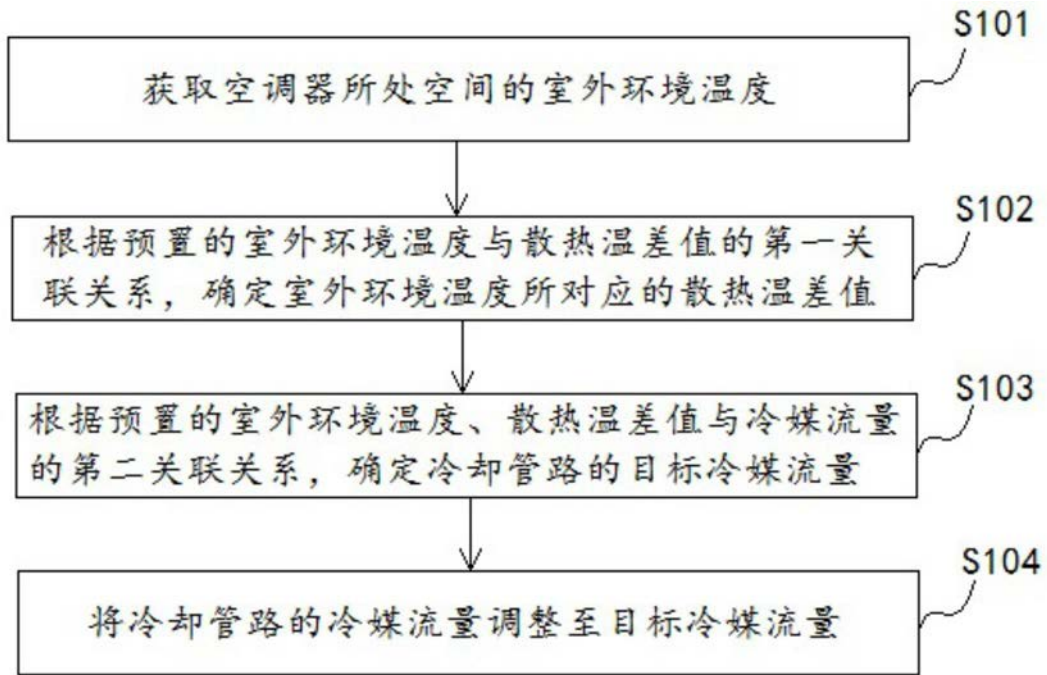 S101
获取空调器所处空间的室外环境温度
S102
根据预置的室外环境温度与散热温差值的第一关
联关系，确定室外环境温度所对应的散热温差值
S103
根据预置的室外环境温度、散热温差值与冷媒流量
的第二关联关系，确定冷却管路的目标冷媒流量
S104
将冷却管路的冷媒流量调整至目标冷媒流量